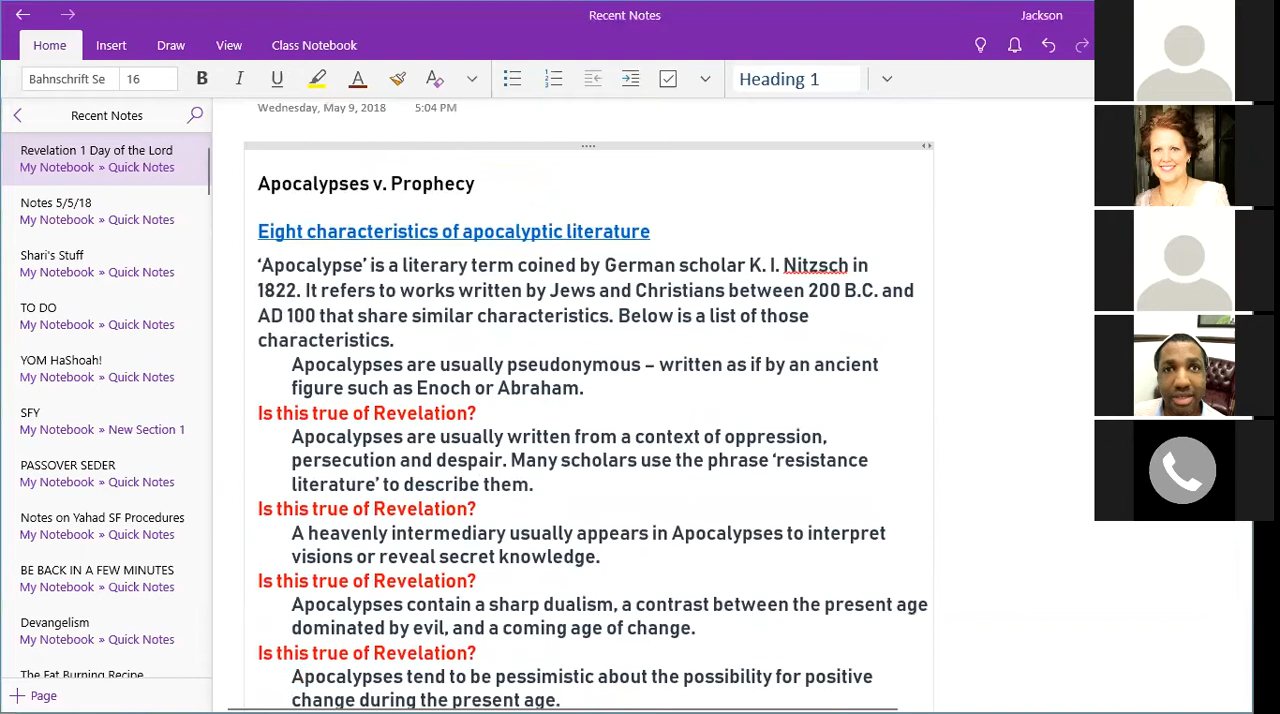 Recent Notes
Jackson
Home
Insert
Draw
View
Class Notebook
Bahnschrift Se
16
B
I
U
A
A
Heading 1
Recent Notes
Revelation 1 Day of the Lord
My Notebook » Quick Notes
Notes 5/5/18
My Notebook » Quick Notes
Shari's Stuff
My Notebook » Quick Notes
TO DO
My Notebook » Quick Notes
YOM HaShoah!
My Notebook » Quick Notes
SFY
My Notebook » New Section 1
PASSOVER SEDER
My Notebook » Quick Notes
Notes on Yahad SF Procedures
My Notebook » Quick Notes
BE BACK IN A FEW MINUTES
My Notebook » Quick Notes
Devangelism
My Notebook » Quick Notes
The Fat Burning Recipe
Page
Wednesday, May 9, 2018
5:04 PM
Apocalypses v. Prophecy
Eight characteristics of apocalyptic literature
‘Apocalypse’ is a literary term coined by German scholar K. I. Nitzsch in
1822. It refers to works written by Jews and Christians between 200 B.C. and
AD 100 that share similar characteristics. Below is a list of those
characteristics.
Apocalypses are usually pseudonymous – written as if by an ancient
figure such as Enoch or Abraham.
Is this true of Revelation?
Apocalypses are usually written from a context of oppression,
persecution and despair. Many scholars use the phrase ‘resistance
literature’ to describe them.
Is this true of Revelation?
A heavenly intermediary usually appears in Apocalypses to interpret
visions or reveal secret knowledge.
Is this true of Revelation?
Apocalypses contain a sharp dualism, a contrast between the present age
dominated by evil, and a coming age of change.
Is this true of Revelation?
Apocalypses tend to be pessimistic about the possibility for positive
change during the present age.